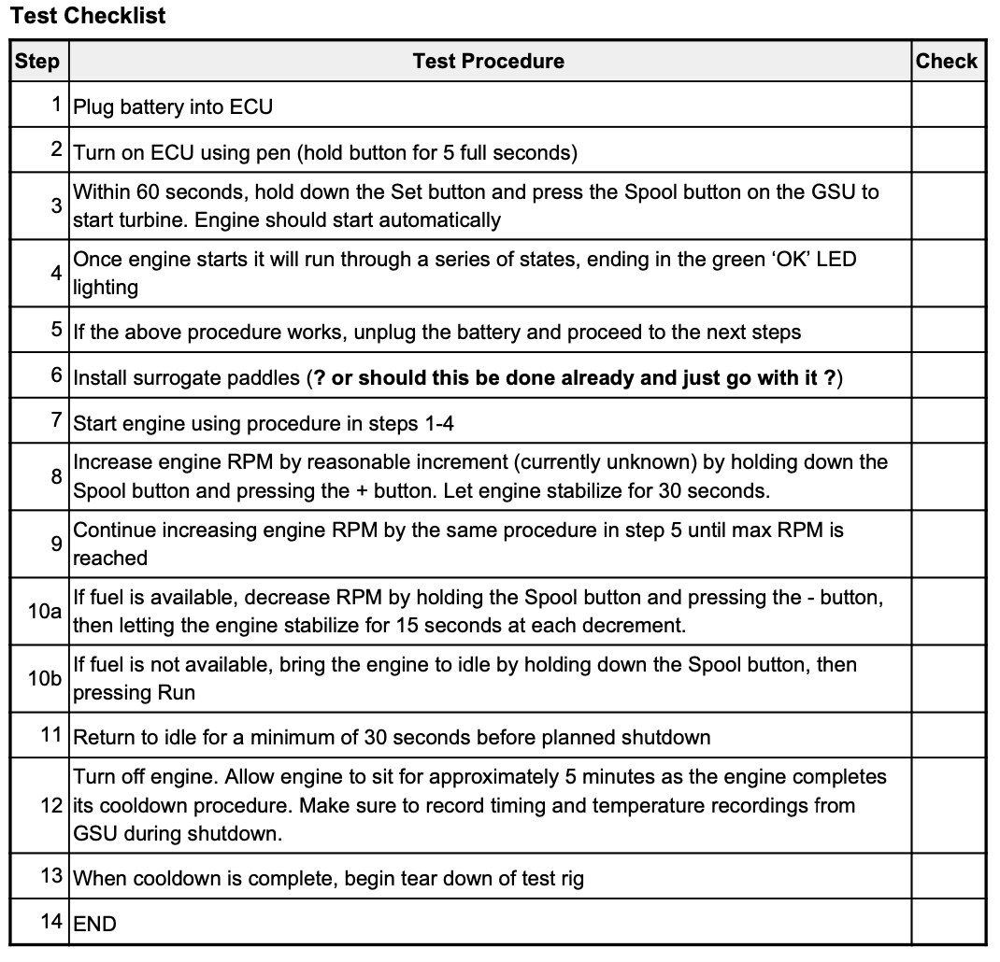 Test Checklist
Step Test Procedure Check
1 Plug battery into ECU
2 Turn on ECU using pen (hold button for 5 full seconds)
3 Within 60 seconds, hold down the Set button and press the Spool button on the GSU to
start turbine. Engine should start automatically
4 Once engine starts it will run through a series of states, ending in the green ‘OK’ LED
lighting
5 If the above procedure works, unplug the battery and proceed to the next steps
6 Install surrogate paddles (? or should this be done already and just go with it ?)
7 Start engine using procedure in steps 1-4
8 Increase engine RPM by reasonable increment (currently unknown) by holding down the
Spool button and pressing the + button. Let engine stabilize for 30 seconds.
9 Continue increasing engine RPM by the same procedure in step 5 until max RPM is
reached
10a If fuel is available, decrease RPM by holding the Spool button and pressing the - button,
then letting the engine stabilize for 15 seconds at each decrement.
10b If fuel is not available, bring the engine to idle by holding down the Spool button, then
pressing Run
11 Return to idle for a minimum of 30 seconds before planned shutdown
12 Turn off engine. Allow engine to sit for approximately 5 minutes as the engine completes
its cooldown procedure. Make sure to record timing and temperature recordings from
GSU during shutdown.
13 When cooldown is complete, begin tear down of test rig
14 END